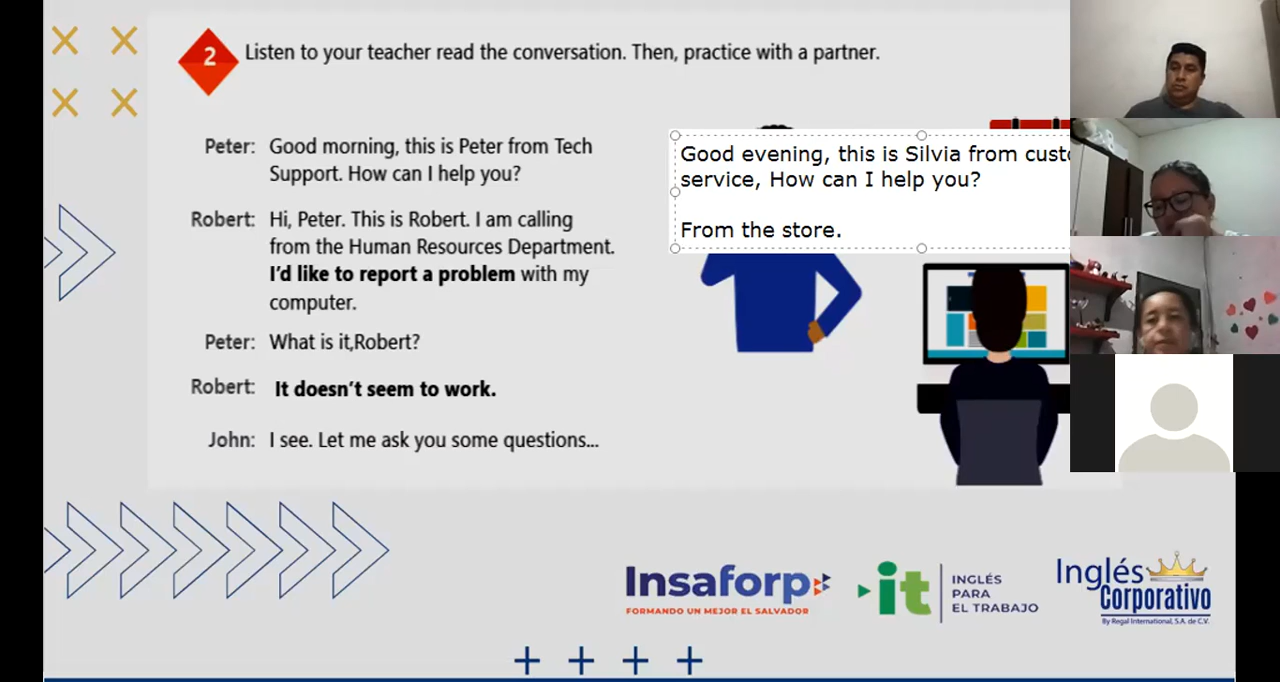 2
Listen to your teacher read the conversation. Then, practice with a partner.
Peter: Good morning, this is Peter from Tech
Support. How can I help you?
Robert: Hi, Peter. This is Robert. I am calling
from the Human Resources Department.
I'd like to report a problem with my
computer.
Peter: What is it,Robert?
Robert: It doesn't seem to work.
John: I see. Let me ask you some questions...
Good evening, this is Silvia from
service, How can I help you?
From the store.
Insaforp
FORMANDO UN MEJOR EL SALVADOR
it
INGLÉS
PARA
EL TRABAJO
Inglés
Corporativo
By Regal International, S.A. de C.V.